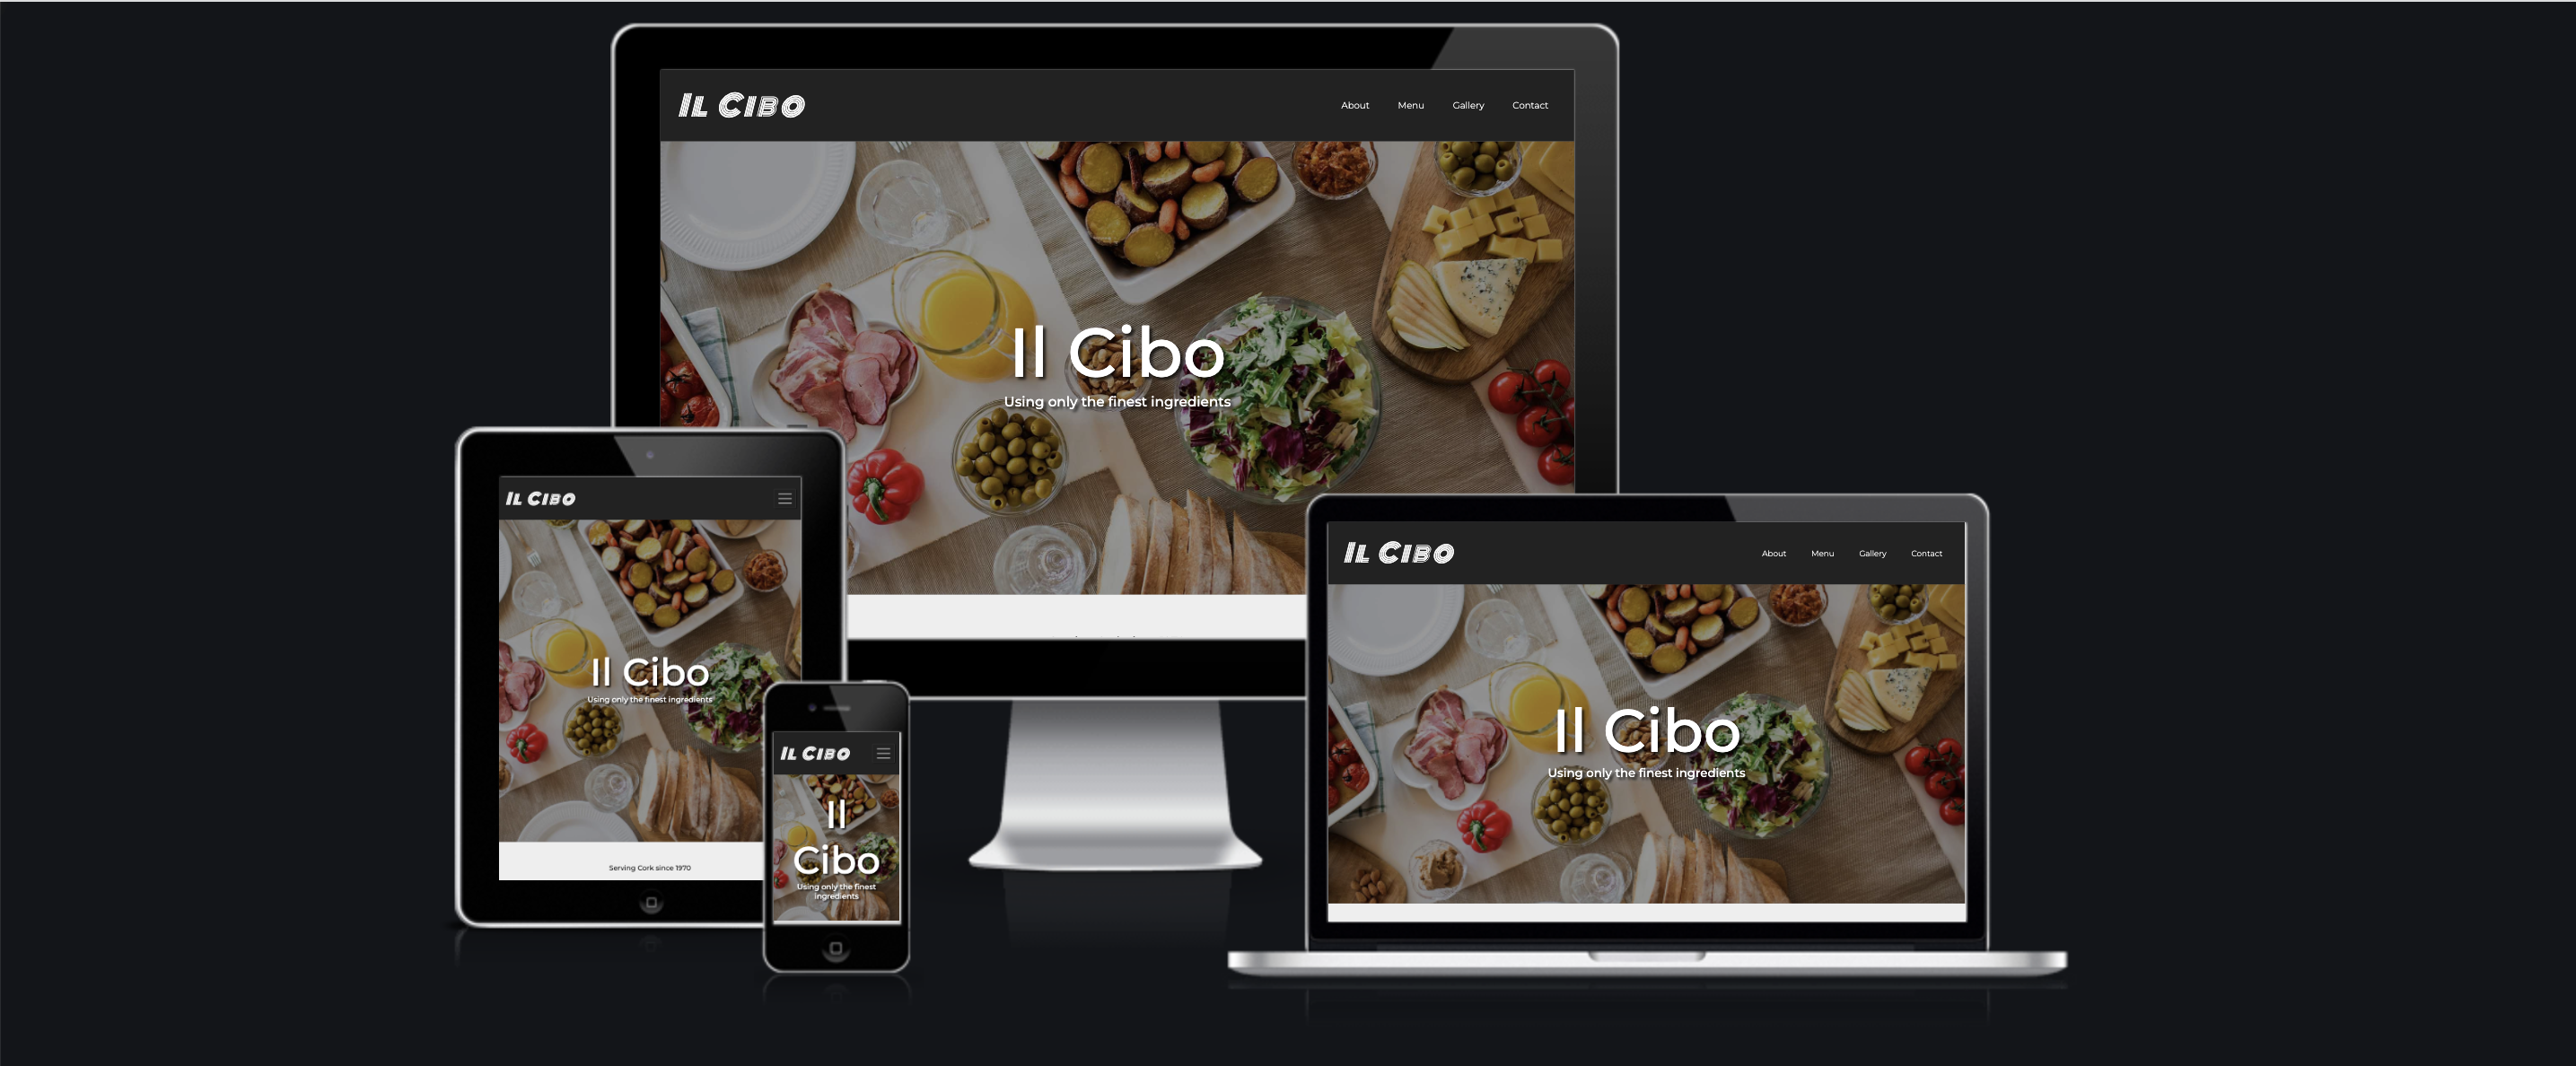 IL CIBO
About Menu Gallery Contact
Il Cibo
Using only the finest ingredients
IL CIBO
Il Cibo
Using only the finest ingredients
Serving Cork since 1970
IL CIBO
Il
Cibo
Using only the finest
ingredients
IL CIBO
About Menu Gallery Contact
Il Cibo
Using only the finest ingredients